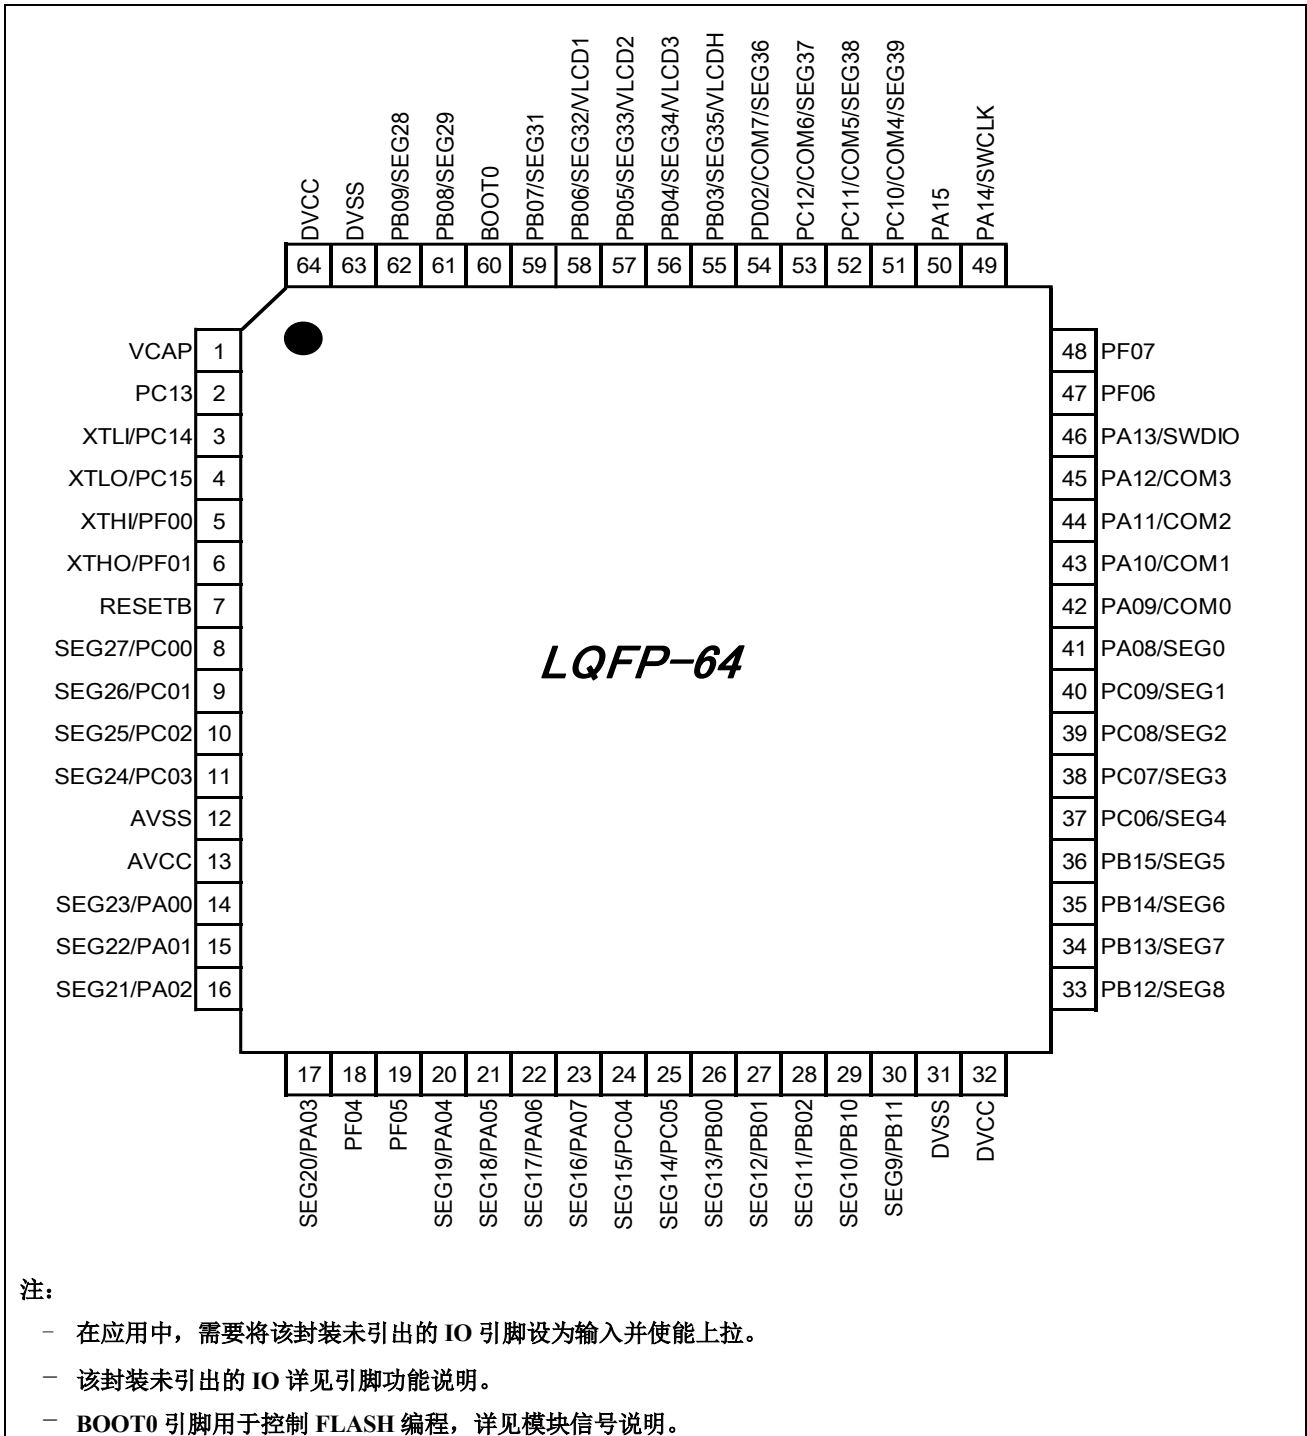 DVCC
DVSS
PB09/SEG28
PB08/SEG29
BOOT0
PB07/SEG31
PB06/SEG32/VLCD1
PB05/SEG33/VLCD2
PB04/SEG34/VLCD3
PB03/SEG35/VLCDH
PD02/COM7/SEG36
PC12/COM6/SEG37
PC11/COM5/SEG38
PC10/COM4/SEG39
PA15
PA14/SWCLK
64 63 62 61 60 59 58 57 56 55 54 53 52 51 50 49
VCAP 1
PC13 2
XTLI/PC14 3
XTLO/PC15 4
XTHI/PF00 5
XTHO/PF01 6
RESETB 7
SEG27/PC00 8
SEG26/PC01 9
SEG25/PC02 10
SEG24/PC03 11
AVSS 12
AVCC 13
SEG23/PA00 14
SEG22/PA01 15
SEG21/PA02 16
LQFP-64
48 PF07
47 PF06
46 PA13/SWDIO
45 PA12/COM3
44 PA11/COM2
43 PA10/COM1
42 PA09/COM0
41 PA08/SEG0
40 PC09/SEG1
39 PC08/SEG2
38 PC07/SEG3
37 PC06/SEG4
36 PB15/SEG5
35 PB14/SEG6
34 PB13/SEG7
33 PB12/SEG8
17 18 19 20 21 22 23 24 25 26 27 28 29 30 31 32
SEG20/PA03
PF04
PF05
SEG19/PA04
SEG18/PA05
SEG17/PA06
SEG16/PA07
SEG15/PC04
SEG14/PC05
SEG13/PB00
SEG12/PB01
SEG11/PB02
SEG10/PB10
SEG9/PB11
DVSS
DVCC
注：
− 在应用中，需要将该封装未引出的 IO 引脚设为输入并使能上拉。
− 该封装未引出的 IO 详见引脚功能说明。
− BOOT0 引脚用于控制 FLASH 编程，详见模块信号说明。